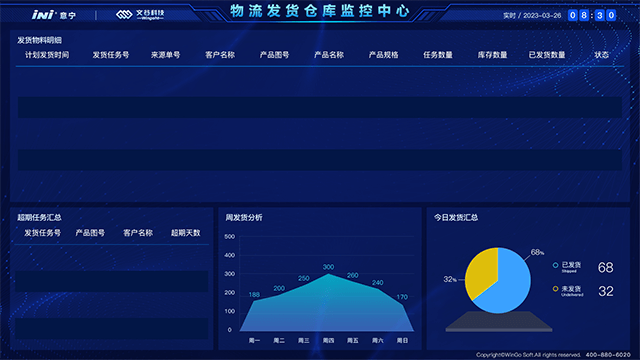 iNi 意宁
文谷科技
WinGo
物流发货仓库监控中心
实时 / 2023-03-26 08:30
发货物料明细
计划发货时间 发货任务号 来源单号 客户名称 产品图号 产品名称 产品规格 任务数量 库存数量 已发货数量 状态
超期任务汇总
发货任务号 产品图号 客户名称 超期天数
周发货分析
500
400
300
200
100
0
188 200 250 300 260 240 170
周一 周二 周三 周四 周五 周六 周日
今日发货汇总
68%
32%
已发货 68
Shipped
未发货 32
Undelivered
Copyright©WinGo Soft.All rights reserved. 400-880-6020